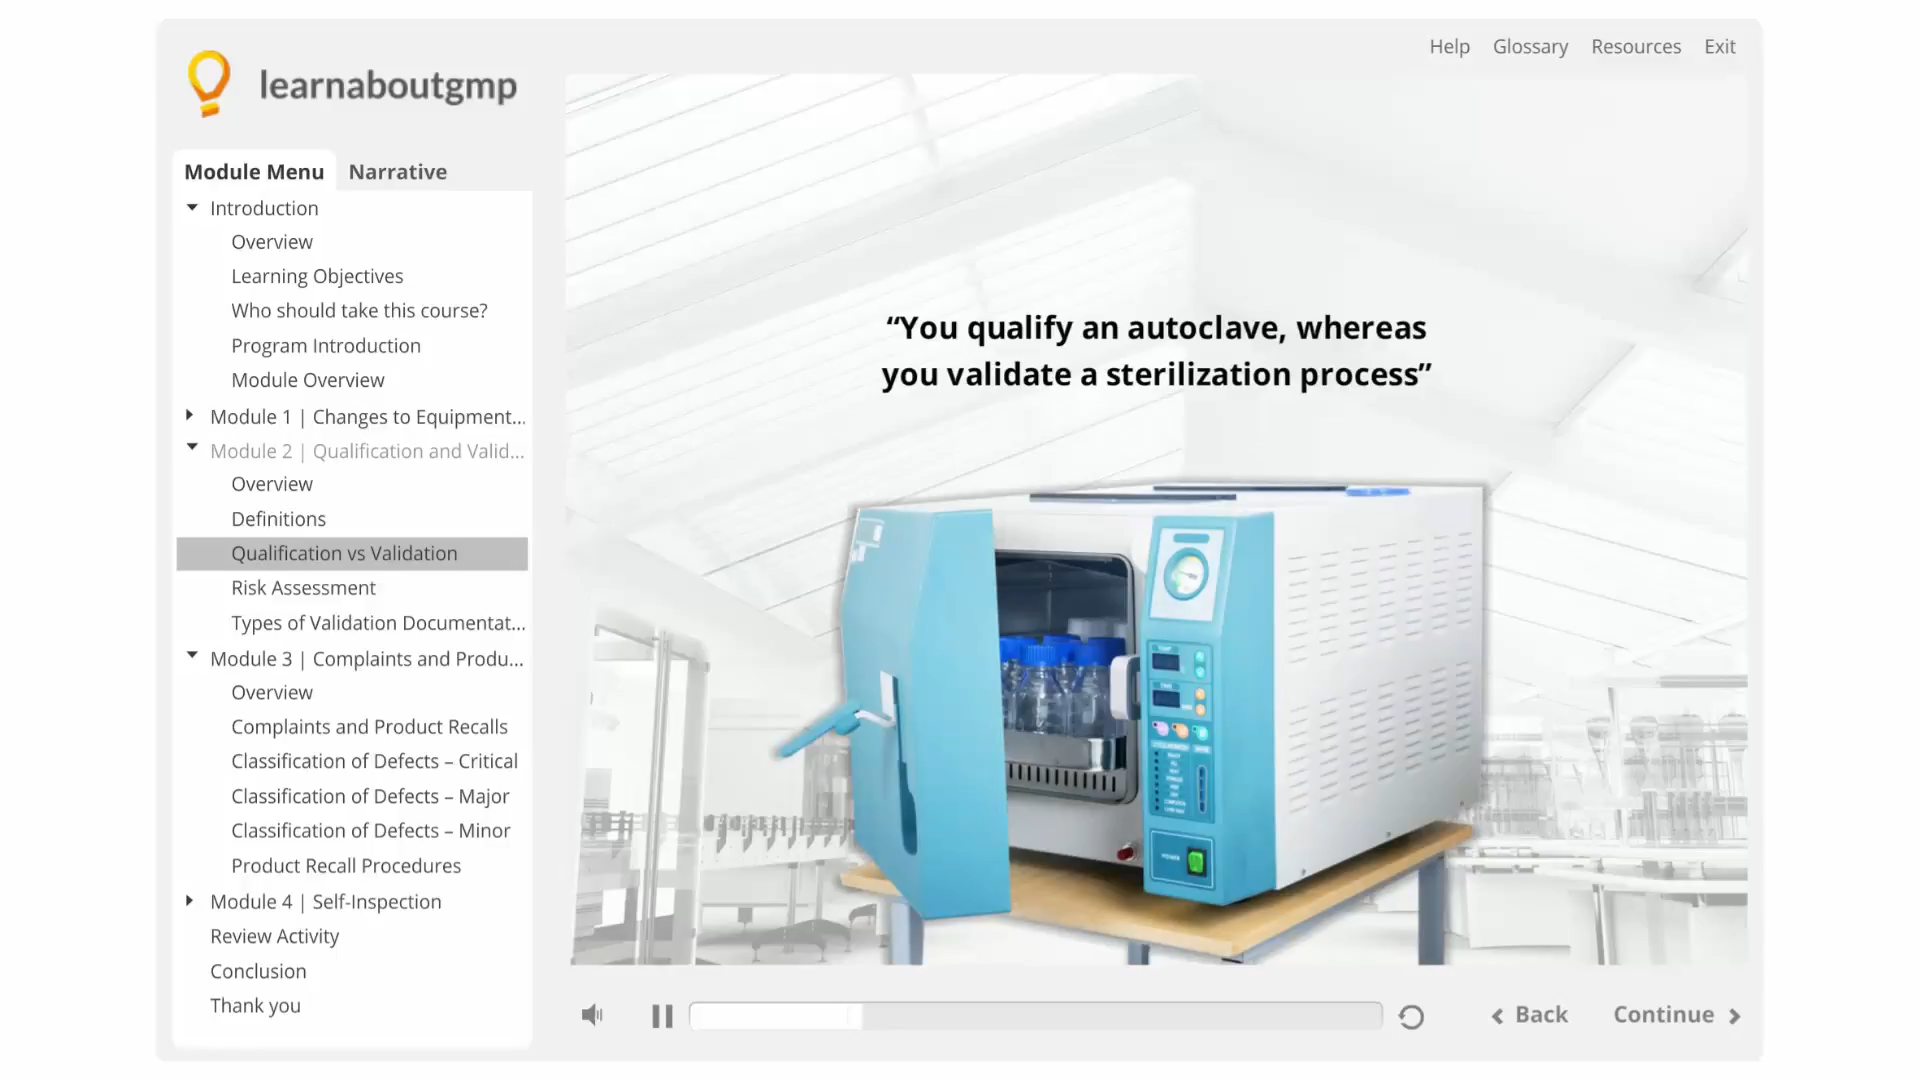 learnaboutgmp
Help Glossary Resources Exit
Module Menu Narrative
Introduction
Overview
Learning Objectives
Who should take this course?
Program Introduction
Module Overview
Module 1 | Changes to Equipment...
Module 2 | Qualification and Valid...
Overview
Definitions
Qualification vs Validation
Risk Assessment
Types of Validation Documentat...
Module 3 | Complaints and Produ...
Overview
Complaints and Product Recalls
Classification of Defects – Critical
Classification of Defects – Major
Classification of Defects – Minor
Product Recall Procedures
Module 4 | Self-Inspection
Review Activity
Conclusion
Thank you
“You qualify an autoclave, whereas
you validate a sterilization process”
POWER
Back Continue